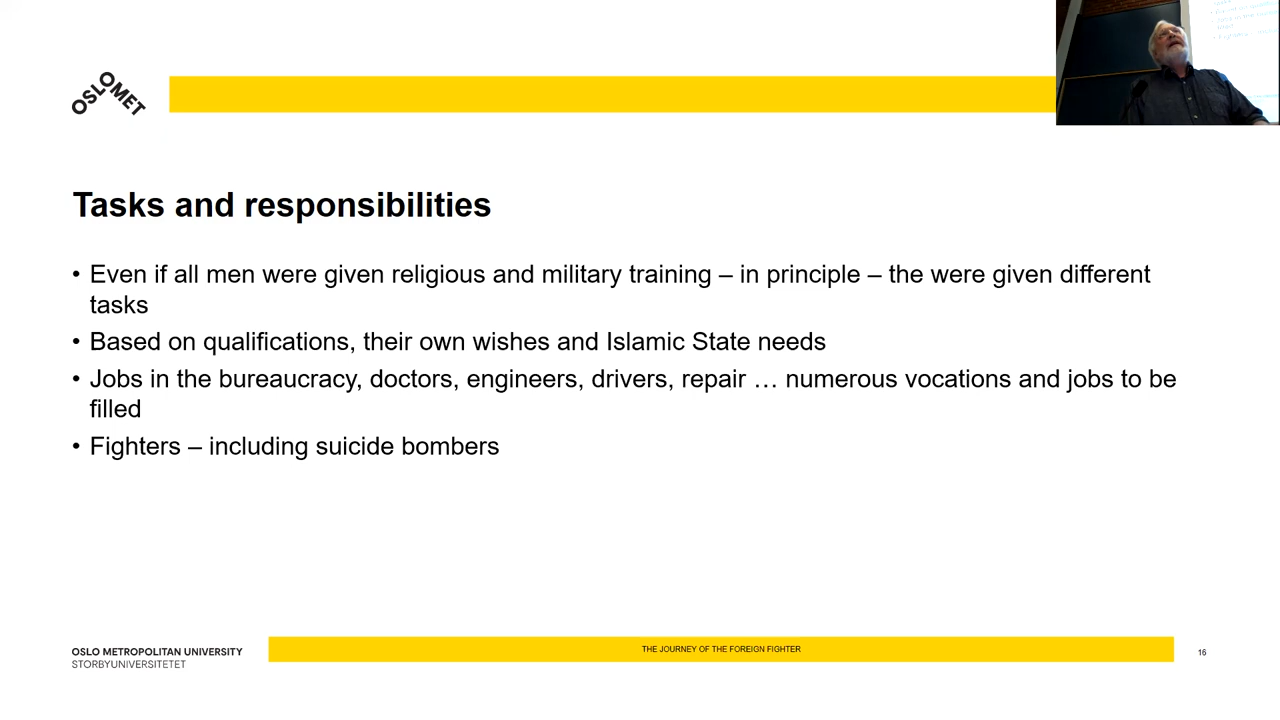 OSLOMET
Tasks and responsibilities
• Even if all men were given religious and military training – in principle – the were given different
tasks
• Based on qualifications, their own wishes and Islamic State needs
• Jobs in the bureaucracy, doctors, engineers, drivers, repair … numerous vocations and jobs to be
filled
• Fighters – including suicide bombers
OSLO METROPOLITAN UNIVERSITY
STORBYUNIVERSITETET
THE JOURNEY OF THE FOREIGN FIGHTER
16